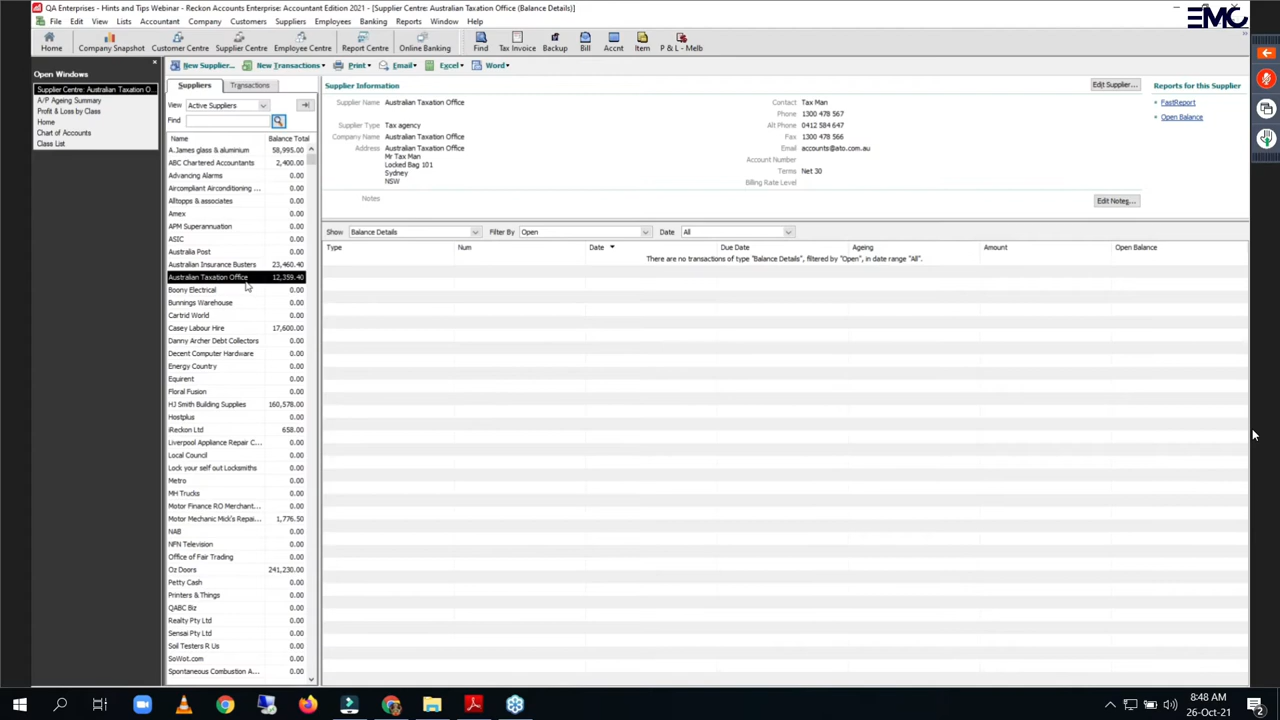 QA Enterprises - Hints and Tips Webinar - Reckon Accounts Enterprise: Accountant Edition 2021 - [Supplier Centre: Australian Taxation Office (Balance Details)]
EMC
File Edit View Lists Accountant Company Customers Suppliers Employees Banking Reports Window Help
Home Company Snapshot Customer Centre Supplier Centre Employee Centre Report Centre Online Banking Find Tax Invoice Backup Bill Accnt Item P & L - Melb
Open Windows
Supplier Centre: Australian Taxation O...
A/P Ageing Summary
Profit & Loss by Class
Home
Chart of Accounts
Class List
New Supplier... New Transactions Print Email Excel Word
Suppliers Transactions
View Active Suppliers
Find
Name Balance Total
A.James glass & aluminium 58,995.00
ABC Chartered Accountants 2,400.00
Advancing Alarms 0.00
Aircompliant Airconditioning ... 0.00
Alltopps & associates 0.00
Amex 0.00
APM Superannuation 0.00
ASIC 0.00
Australia Post 0.00
Australian Insurance Busters 23,460.40
Australian Taxation Office 12,359.40
Boony Electrical 0.00
Bunnings Warehouse 0.00
Cartrid World 0.00
Casey Labour Hire 17,600.00
Danny Archer Debt Collectors 0.00
Decent Computer Hardware 0.00
Energy Country 0.00
Equirent 0.00
Floral Fusion 0.00
HJ Smith Building Supplies 160,578.00
Hostplus 0.00
iReckon Ltd 658.00
Liverpool Appliance Repair C... 0.00
Local Council 0.00
Lock your self out Locksmiths 0.00
Metro 0.00
MH Trucks 0.00
Motor Finance RO Merchant... 0.00
Motor Mechanic Mick's Repai... 1,776.50
NAB 0.00
NFN Television 0.00
Office of Fair Trading 0.00
Oz Doors 241,230.00
Petty Cash 0.00
Printers & Things 0.00
QABC Biz 0.00
Realty Pty Ltd 0.00
Sensai Pty Ltd 0.00
Soil Testers R Us 0.00
SoWot.com 0.00
Spontaneous Combustion A... 0.00
Supplier Information
Edit Supplier...
Supplier Name Australian Taxation Office
Supplier Type Tax agency
Company Name Australian Taxation Office
Address Australian Taxation Office
Mr Tax Man
Locked Bag 101
Sydney
NSW
Notes
Contact Tax Man
Phone 1300 478 567
Alt Phone 0412 584 647
Fax 1300 478 566
Email accounts@ato.com.au
Account Number
Terms Net 30
Billing Rate Level
Edit Notes...
Reports for this Supplier
FastReport
Open Balance
Show Balance Details Filter By Open Date All
Type Num Date Due Date Ageing Amount Open Balance
There are no transactions of type "Balance Details", filtered by "Open", in date range "All".
8:48 AM
26-Oct-21
2